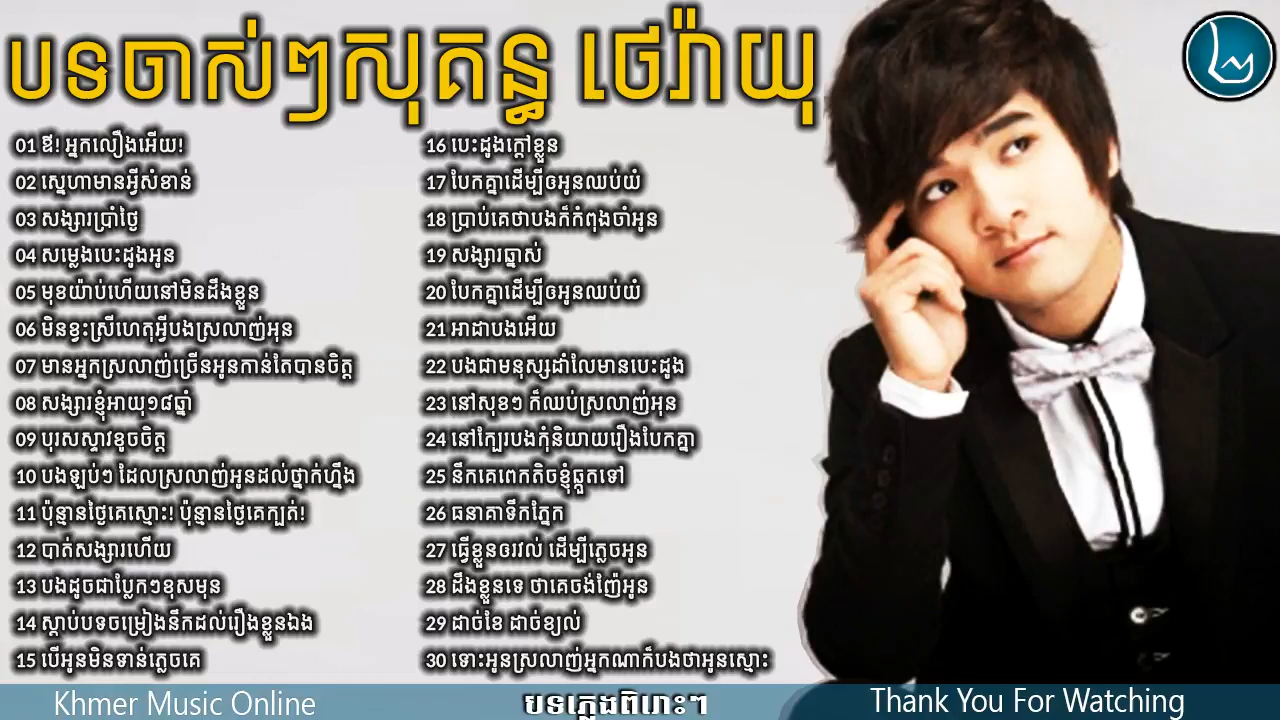 បទចាស់ៗសុគន្ធ ថេរ៉ាយុ
01 ឪ! អ្នកលឿងអើយ!
02 ស្នេហាមានអ្វីសំខាន់
03 សង្សារប្រាំថ្ងៃ
04 សម្លេងបេះដូងអូន
05 មុខយ៉ាប់ហើយនៅមិនដឹងខ្លួន
06 មិនខ្វះស្រីហេតុអ្វីបងស្រលាញ់អុន
07 មានអ្នកស្រលាញ់ច្រើនអូនកាន់តែបានចិត្ត
08 សង្សារខ្ញុំអាយុ១៨ឆ្នាំ
09 បុរសស្ទាវខូចចិត្ត
10 បងឡប់ៗ ដែលស្រលាញ់អូនដល់ថ្នាក់ហ្នឹង
11 ប៉ុន្មានថ្ងៃគេស្មោះ! ប៉ុន្មានថ្ងៃគេក្បត់!
12 បាត់សង្សារហើយ
13 បងដូចជាប្លែកៗខុសមុន
14 ស្ដាប់បទចម្រៀងនឹកដល់រឿងខ្លួនឯង
15 បើអូនមិនទាន់ភ្លេចគេ
16 បេះដូងក្ដៅខ្លួន
17 បែកគ្នាដើម្បីឲអូនឈប់យំ
18 ប្រាប់គេថាបងក៏កំពុងចាំអូន
19 សង្សារឆ្នាស់
20 បែកគ្នាដើម្បីឲអូនឈប់យំ
21 អាដាបងអើយ
22 បងជាមនុស្សដាំលែមានបេះដូង
23 នៅសុខៗ ក៏ឈប់ស្រលាញ់អុន
24 នៅក្បែរបងកុំនិយាយរឿងបែកគ្នា
25 នឹកគេពេកតិចខ្ញុំឆ្កួតទៅ
26 ធនាគាទឹកភ្នែក
27 ធ្វើខ្លួនឲរវល់ ដើម្បីភ្លេចអូន
28 ដឹងខ្លួនទេ ថាគេចង់ញ៉ែអូន
29 ដាច់ខែ ដាច់ខ្យល់
30 ទោះអូនស្រលាញ់អ្នកណាក៏បងថាអូនស្មោះ
Khmer Music Online
បទភ្លេងពិរោះៗ
Thank You For Watching